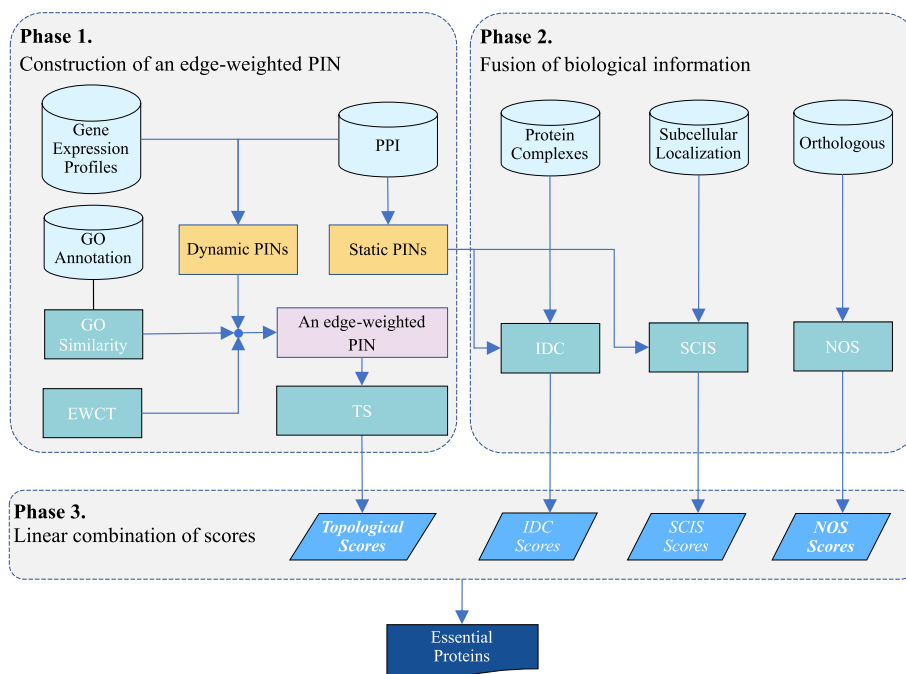 Phase 1.
Construction of an edge-weighted PIN
Gene
Expression
Profiles
PPI
GO
Annotation
Dynamic PINs
Static PINs
GO
Similarity
An edge-weighted
PIN
EWCT
TS
Phase 2.
Fusion of biological information
Protein
Complexes
Subcellular
Localization
Orthologous
IDC
SCIS
NOS
Phase 3.
Linear combination of scores
Topological
Scores
IDC
Scores
SCIS
Scores
NOS
Scores
Essential
Proteins